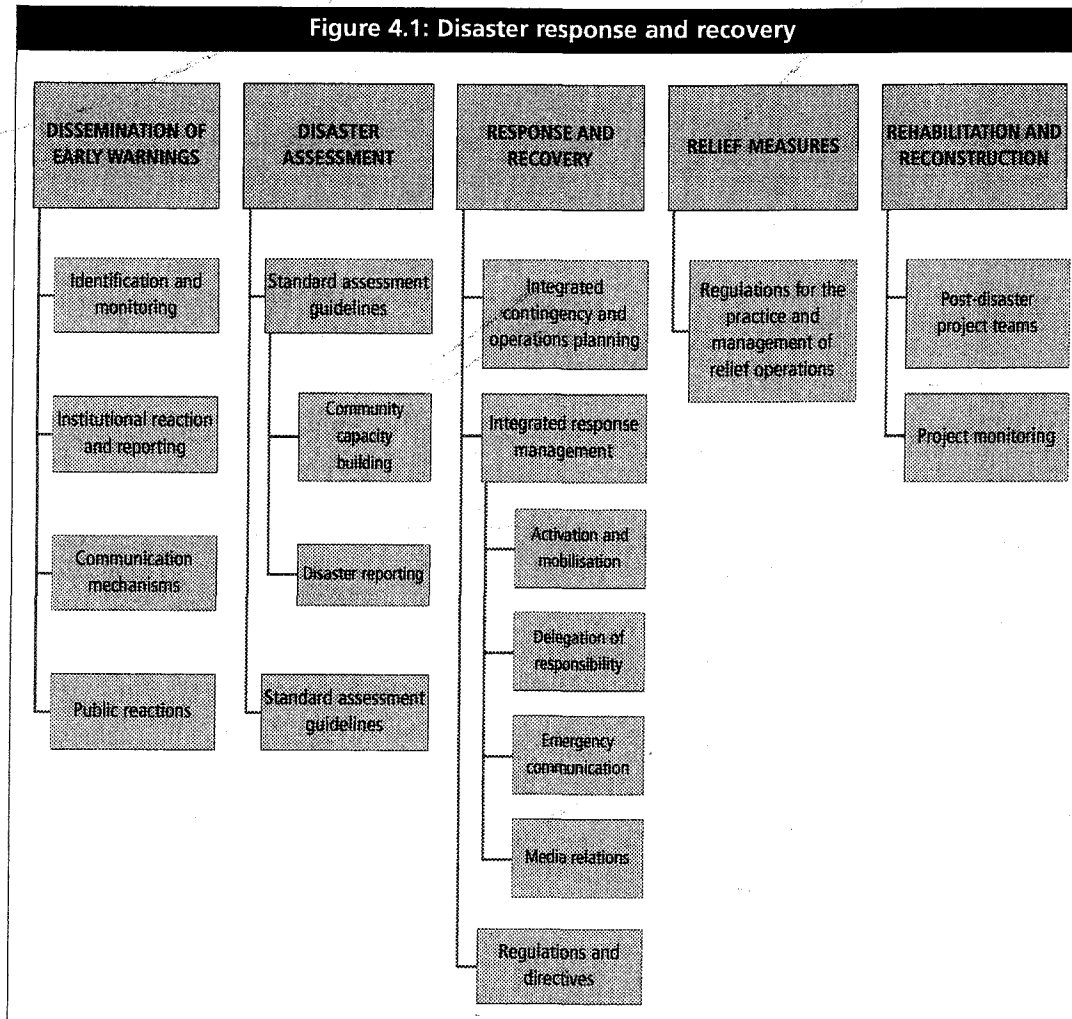 Figure 4.1: Disaster response and recovery
DISSEMINATION OF
EARLY WARNINGS
Identification and
monitoring
Institutional reaction
and reporting
Communication
mechanisms
Public reactions
DISASTER
ASSESSMENT
Standard assessment
guidelines
Community
capacity
building
Disaster reporting
Standard assessment
guidelines
RESPONSE AND
RECOVERY
Integrated
contingency and
operations planning
Integrated response
management
Activation and
mobilisation
Delegation of
responsibility
Emergency
communication
Media relations
Regulations and
directives
RELIEF MEASURES
Regulations for the
practice and
management of
relief operations
REHABILITATION AND
RECONSTRUCTION
Post-disaster
project teams
Project monitoring